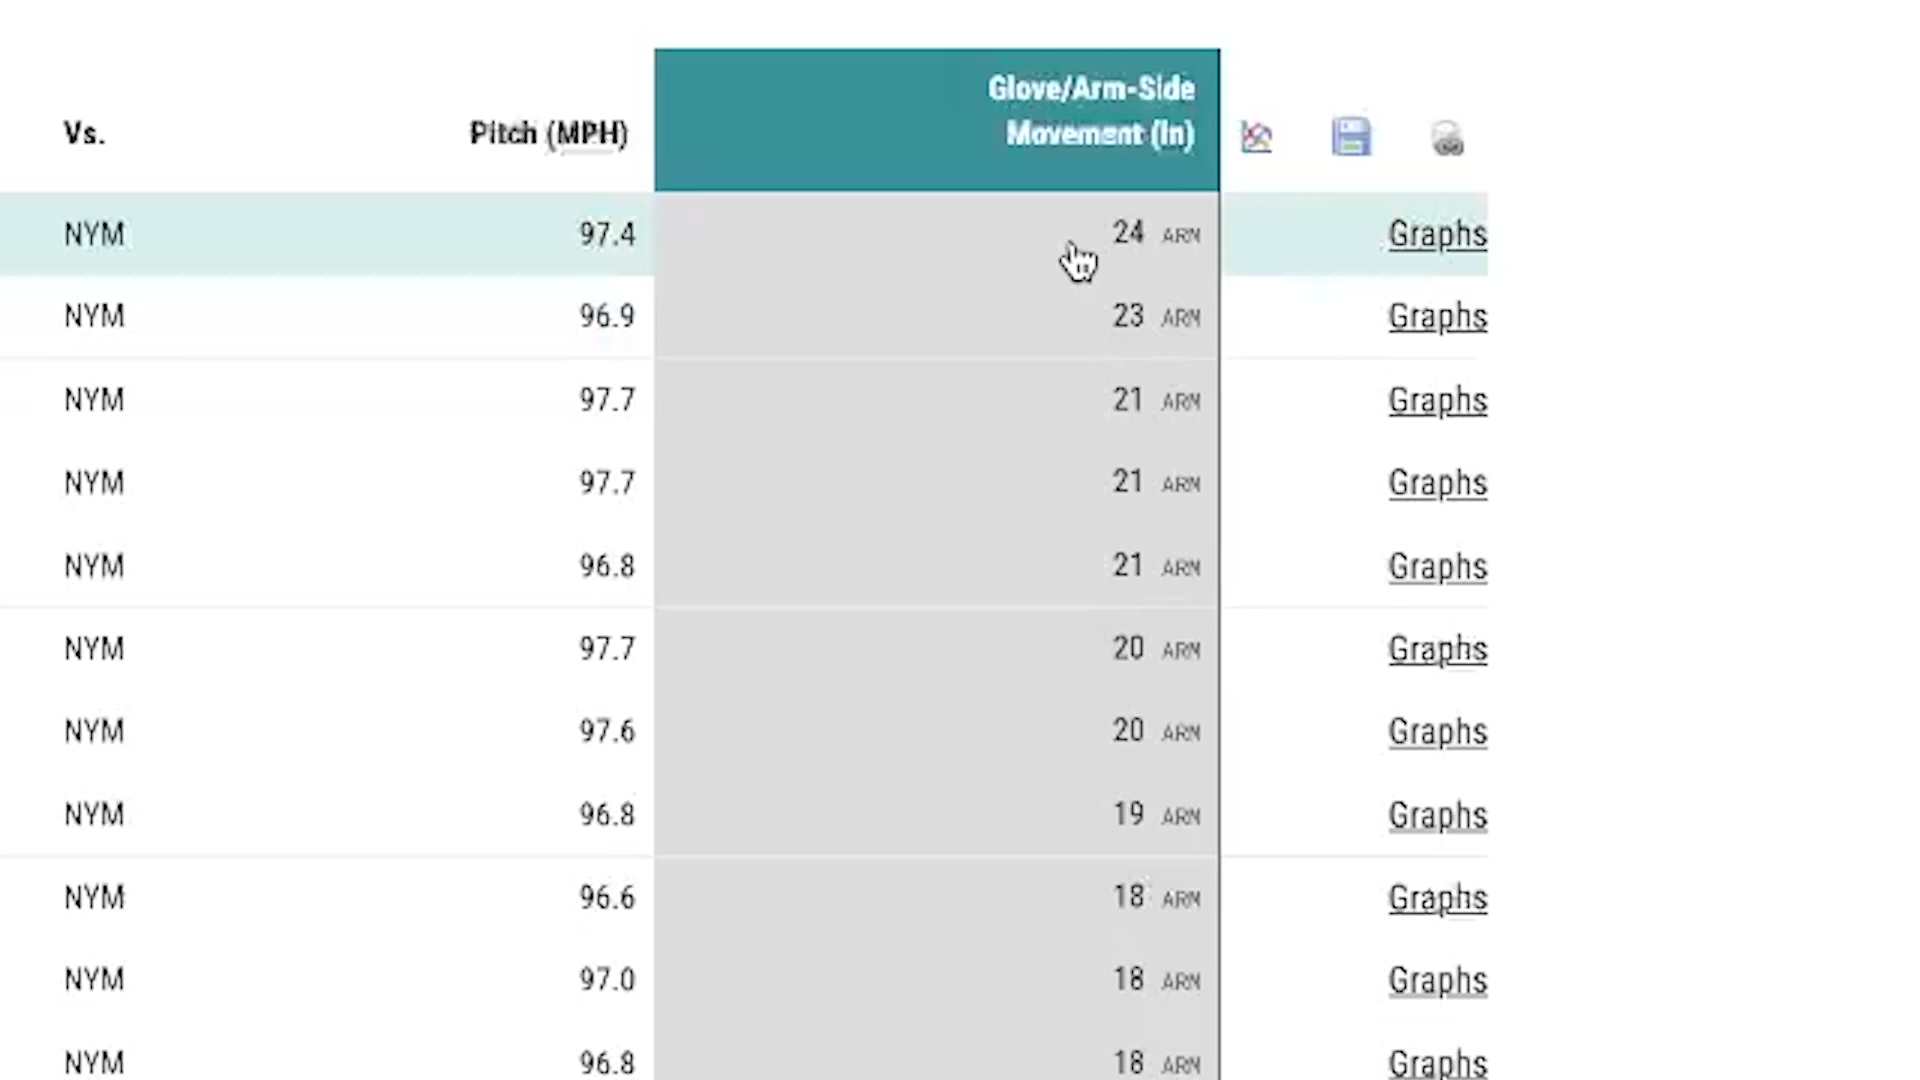 Vs. Pitch (MPH) Glove/Arm-Side
Movement (In)
NYM 97.4 24 ARM Graphs
NYM 96.9 23 ARM Graphs
NYM 97.7 21 ARM Graphs
NYM 97.7 21 ARM Graphs
NYM 96.8 21 ARM Graphs
NYM 97.7 20 ARM Graphs
NYM 97.6 20 ARM Graphs
NYM 96.8 19 ARM Graphs
NYM 96.6 18 ARM Graphs
NYM 97.0 18 ARM Graphs
NYM 96.8 18 ARM Graphs